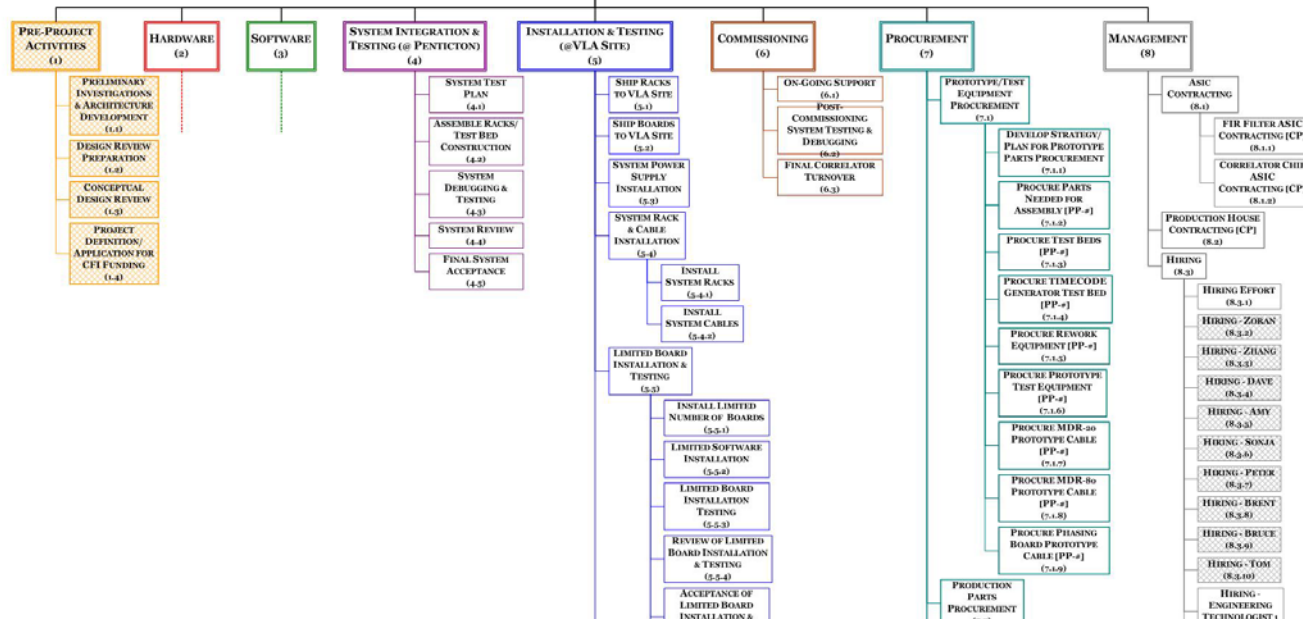 PRE-PROJECT
ACTIVITIES
(1)
PRELIMINARY
INVESTIGATIONS
& ARCHITECTURE
DEVELOPMENT
(1.1)
DESIGN REVIEW
PREPARATION
(1.2)
CONCEPTUAL
DESIGN REVIEW
(1.3)
PROJECT
DEFINITION/
APPLICATION FOR
CFI FUNDING
(1.4)
HARDWARE
(2)
SOFTWARE
(3)
SYSTEM INTEGRATION &
TESTING (@ PENTICTON)
(4)
SYSTEM TEST
PLAN
(4.1)
ASSEMBLE RACKS/
TEST BED
CONSTRUCTION
(4.2)
SYSTEM
DEBUGGING &
TESTING
(4.3)
SYSTEM REVIEW
(4.4)
FINAL SYSTEM
ACCEPTANCE
(4.5)
INSTALLATION & TESTING
(@VLA SITE)
(5)
SHIP RACKS
TO VLA SITE
(5.1)
SHIP BOARDS
TO VLA SITE
(5.2)
SYSTEM POWER
SUPPLY
INSTALLATION
(5.3)
SYSTEM RACK
& CABLE
INSTALLATION
(5.4)
INSTALL
SYSTEM RACKS
(5.4.1)
INSTALL
SYSTEM CABLES
(5.4.2)
LIMITED BOARD
INSTALLATION &
TESTING
(5.5)
INSTALL LIMITED
NUMBER OF BOARDS
(5.5.1)
LIMITED SOFTWARE
INSTALLATION
(5.5.2)
LIMITED BOARD
INSTALLATION
TESTING
(5.5.3)
REVIEW OF LIMITED
BOARD INSTALLATION
& TESTING
(5.5.4)
ACCEPTANCE OF
LIMITED BOARD
INSTALLATION &
COMMISSIONING
(6)
ON-GOING SUPPORT
(6.1)
POST-
COMMISSIONING
SYSTEM TESTING &
DEBUGGING
(6.2)
FINAL CORRELATOR
TURNOVER
(6.3)
PROCUREMENT
(7)
PROTOTYPE/TEST
EQUIPMENT
PROCUREMENT
(7.1)
DEVELOP STRATEGY/
PLAN FOR PROTOTYPE
PARTS PROCUREMENT
(7.1.1)
PROCURE PARTS
NEEDED FOR
ASSEMBLY [PP-#]
(7.1.2)
PROCURE TEST BEDS
[PP-#]
(7.1.3)
PROCURE TIMECODE
GENERATOR TEST BED
[PP-#]
(7.1.4)
PROCURE REWORK
EQUIPMENT [PP-#]
(7.1.5)
PROCURE PROTOTYPE
TEST EQUIPMENT
[PP-#]
(7.1.6)
PROCURE MDR-20
PROTOTYPE CABLE
[PP-#]
(7.1.7)
PROCURE MDR-80
PROTOTYPE CABLE
[PP-#]
(7.1.8)
PROCURE PHASING
BOARD PROTOTYPE
CABLE [PP-#]
(7.1.9)
PRODUCTION
PARTS
PROCUREMENT
MANAGEMENT
(8)
ASIC
CONTRACTING
(8.1)
FIR FILTER ASIC
CONTRACTING [CP
(8.1.1)
CORRELATOR CHIP
ASIC
CONTRACTING [CP
(8.1.2)
PRODUCTION HOUSE
CONTRACTING [CP]
(8.2)
HIRING
(8.3)
HIRING EFFORT
(8.3.1)
HIRING - ZORAN
(8.3.2)
HIRING - ZHANG
(8.3.3)
HIRING - DAVE
(8.3.4)
HIRING - AMY
(8.3.5)
HIRING - SONJA
(8.3.6)
HIRING - PETER
(8.3.7)
HIRING - BRENT
(8.3.8)
HIRING - BRUCE
(8.3.9)
HIRING - TOM
(8.3.10)
HIRING -
ENGINEERING
TECHNOLOGIST 1